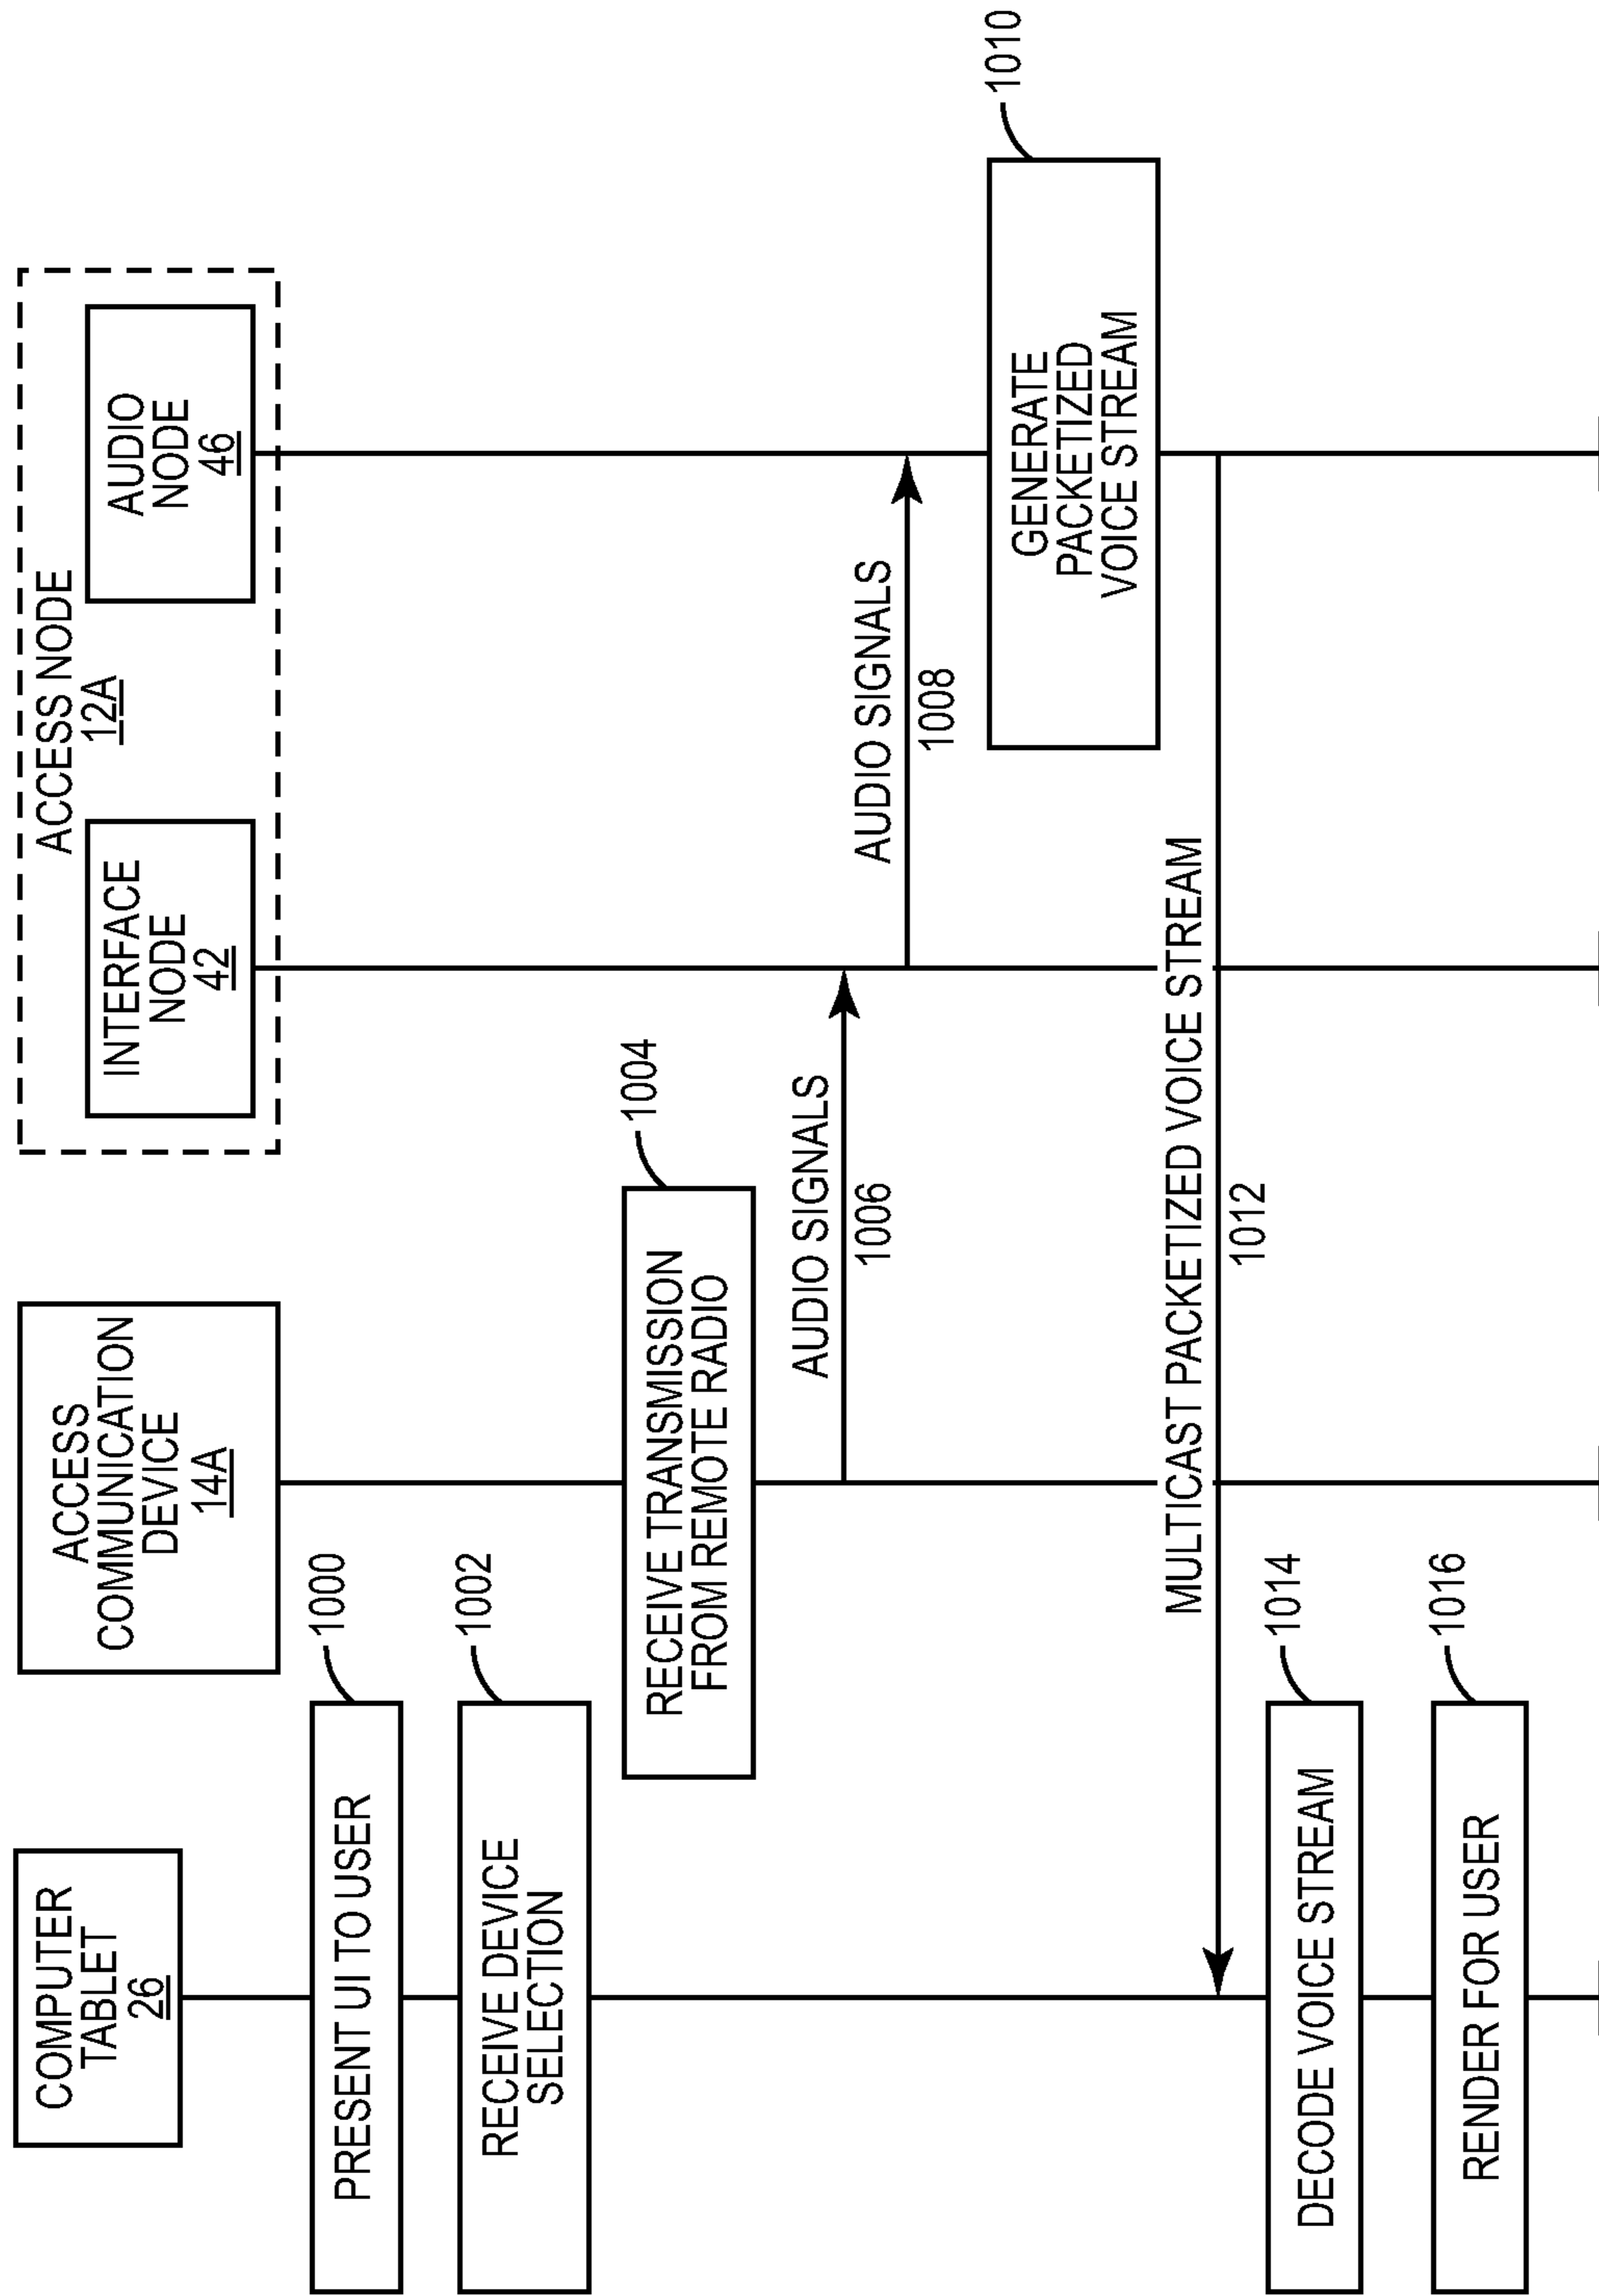 COMPUTER
TABLET
26
ACCESS
COMMUNICATION
DEVICE
14A
ACCESS NODE
12A
INTERFACE
NODE
42
AUDIO
NODE
46
PRESENT UI TO USER
1000
RECEIVE DEVICE
SELECTION
1002
RECEIVE TRANSMISSION
FROM REMOTE RADIO
1004
AUDIO SIGNALS
1006
AUDIO SIGNALS
1008
GENERATE
PACKETIZED
VOICE STREAM
1010
MULTICAST PACKETIZED VOICE STREAM
1012
DECODE VOICE STREAM
1014
RENDER FOR USER
1016